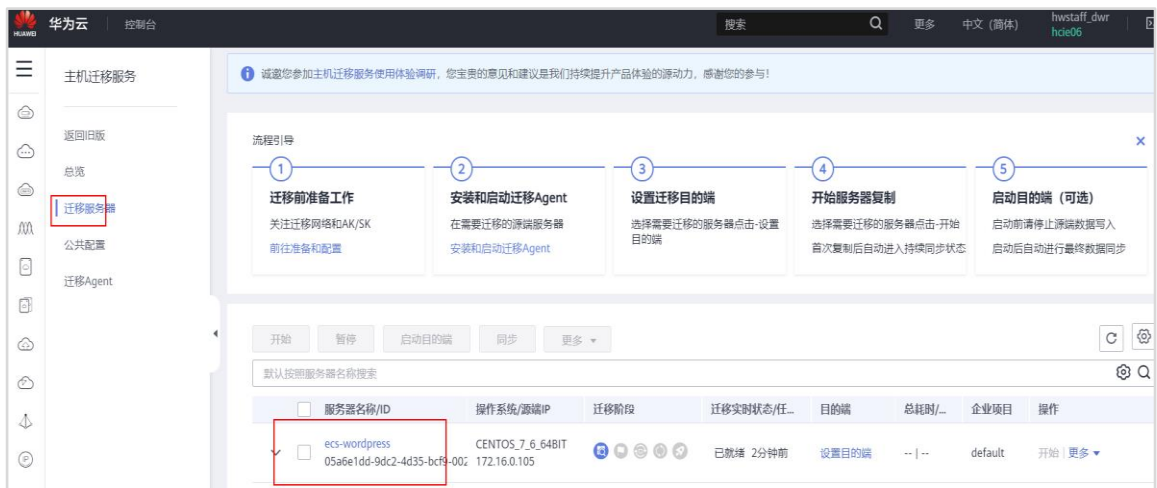 HUAWEI 华为云 控制台 搜索 更多 中文 (简体) hwstaff_dwr
hcie06
主机迁移服务
返回旧版
总览
迁移服务器
公共配置
迁移Agent
诚邀您参加主机迁移服务使用体验调研，您宝贵的意见和建议是我们持续提升产品体验的源动力，感谢您的参与！
流程引导
1
迁移前准备工作
关注迁移网络和AK/SK
前往准备和配置
2
安装和启动迁移Agent
在需要迁移的源端服务器
安装和启动迁移Agent
3
设置迁移目的端
选择需要迁移的服务器点击-设置
目的端
4
开始服务器复制
选择需要迁移的服务器点击-开始
首次复制后自动进入持续同步状态
5
启动目的端（可选）
启动前请停止源端数据写入
启动后自动进行最终数据同步
开始 暂停 启动目的端 同步 更多
默认按照服务器名称搜索
服务器名称/ID 操作系统/源端IP 迁移阶段 迁移实时状态/任... 目的端 总耗时/... 企业项目 操作
ecs-wordpress CENTOS_7_6_64BIT
05a6e1dd-9dc2-4d35-bcf9-002 172.16.0.105 已就绪 2分钟前 设置目的端 -- | -- default 开始 更多